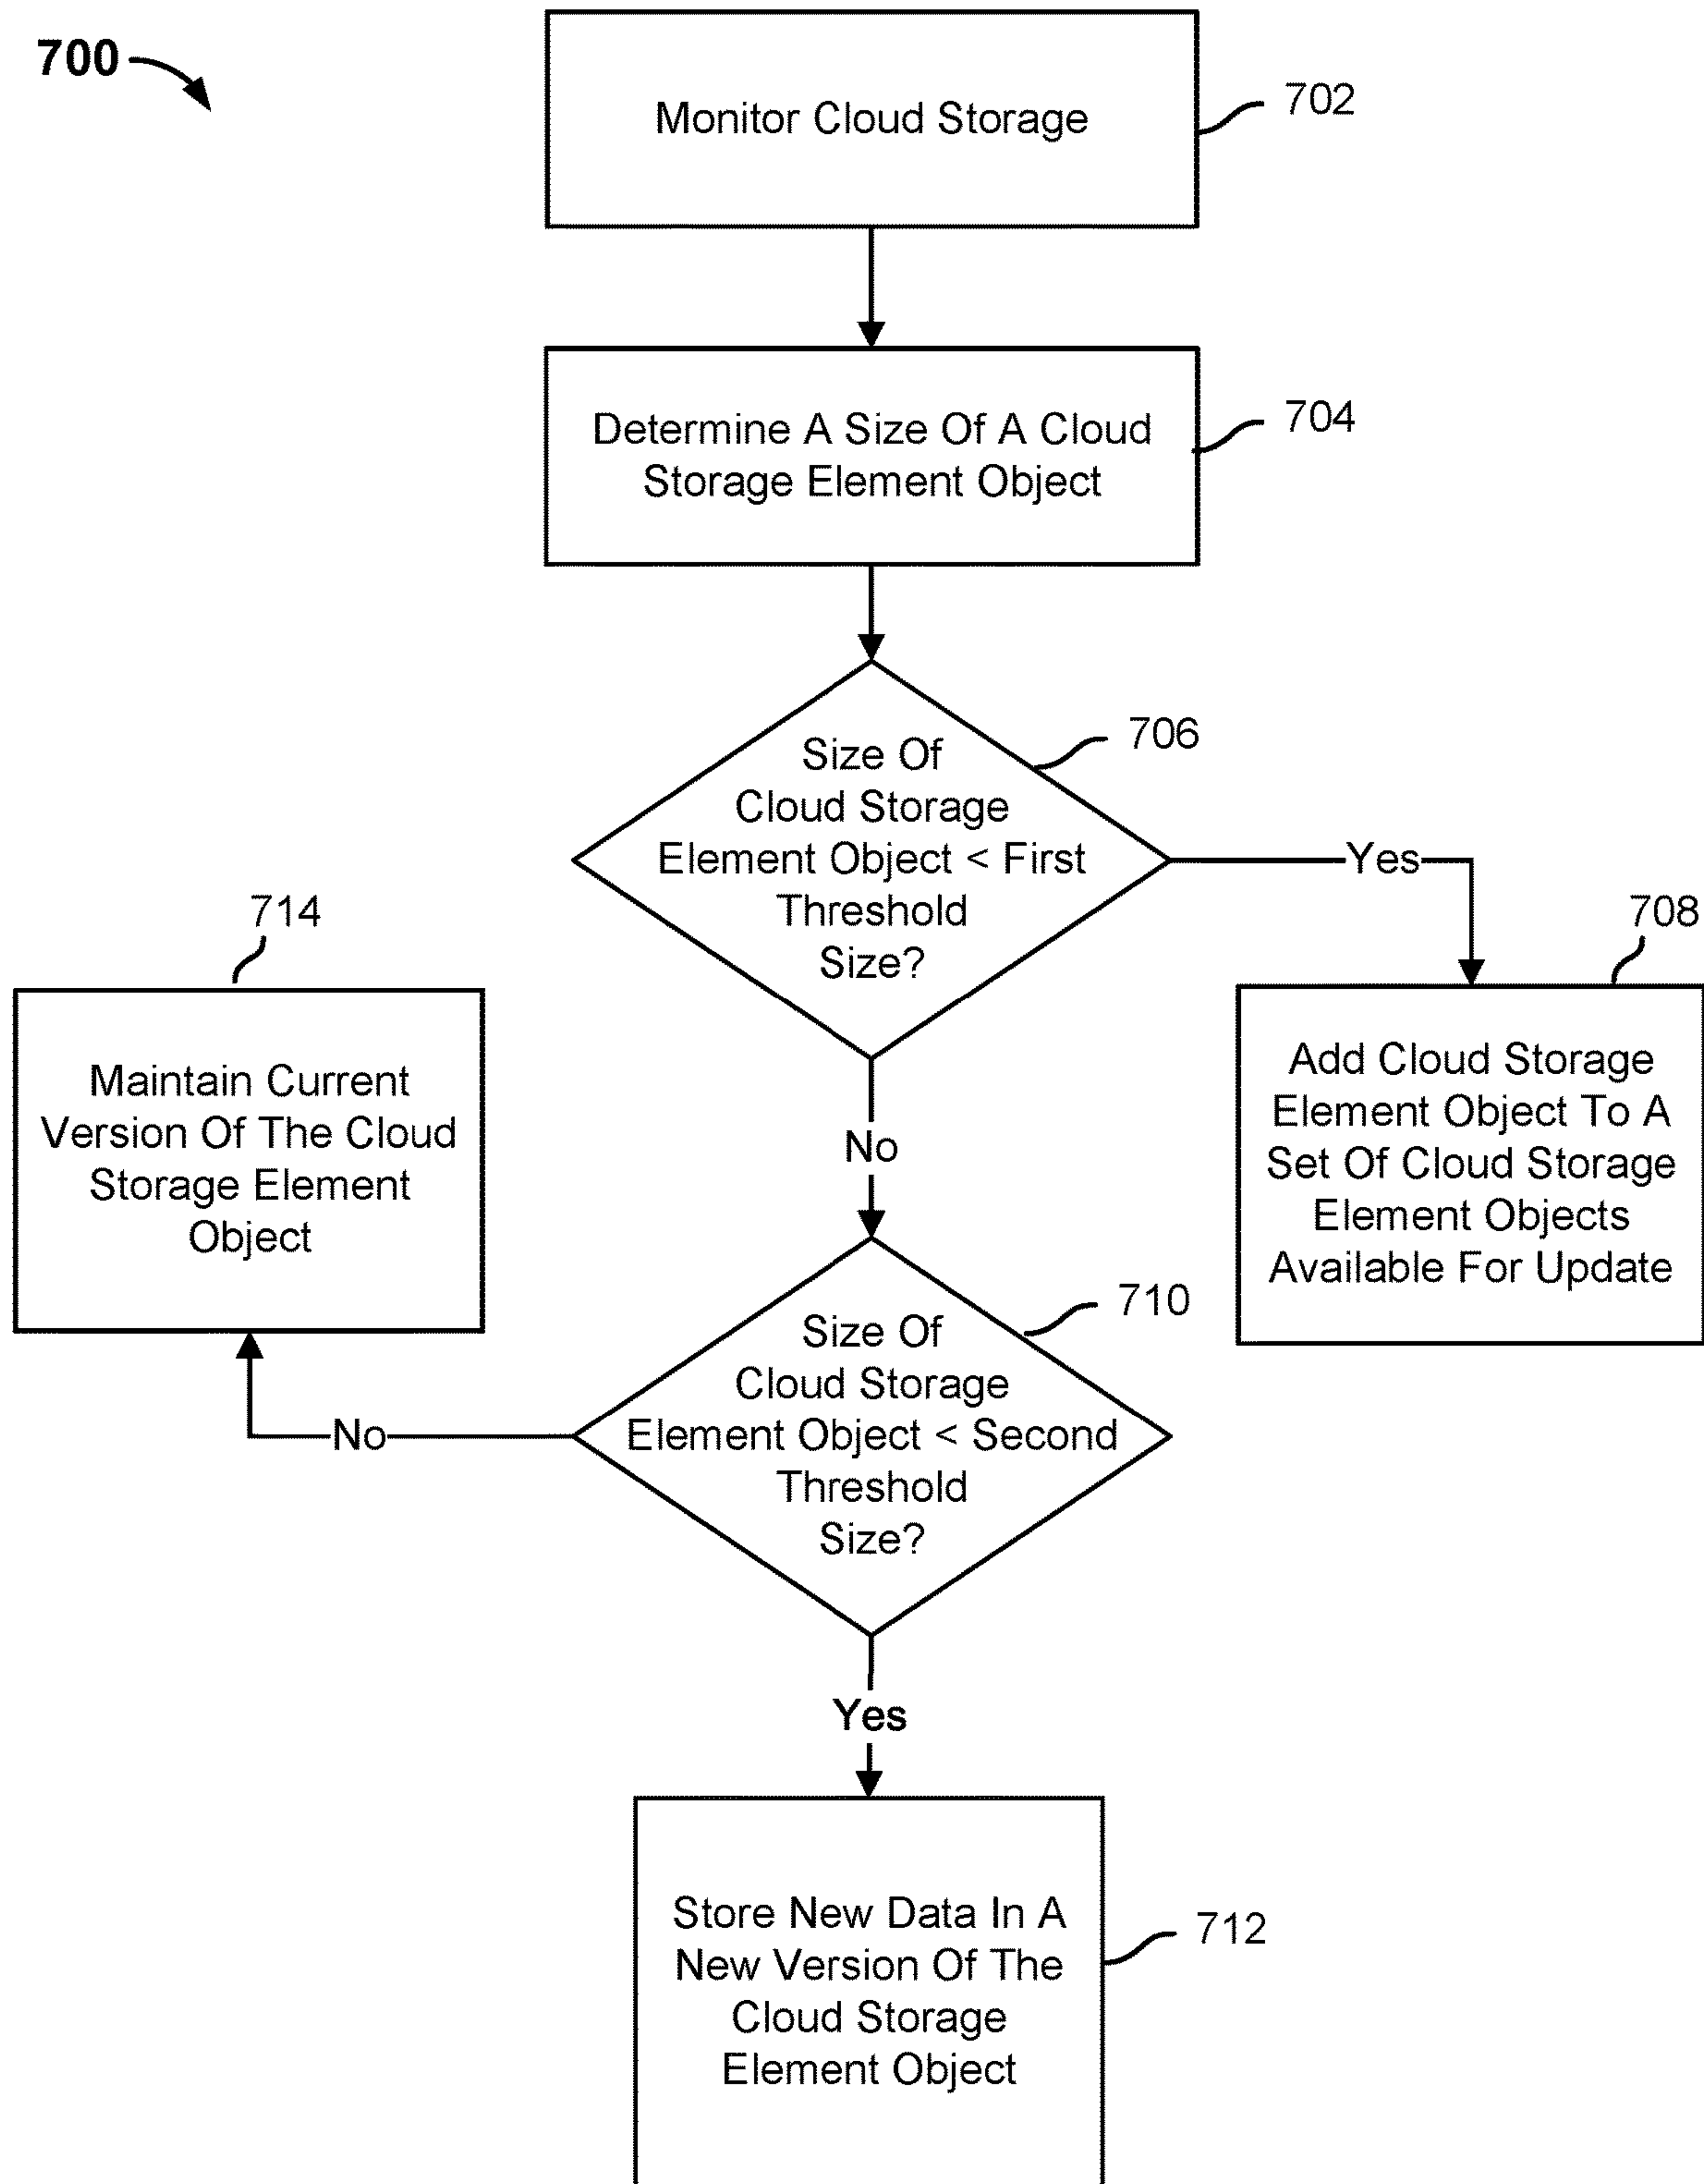 700
Monitor Cloud Storage
702
Determine A Size Of A Cloud
Storage Element Object
704
Size Of
Cloud Storage
Element Object < First
Threshold
Size?
706
Yes
708
Add Cloud Storage
Element Object To A
Set Of Cloud Storage
Element Objects
Available For Update
No
714
Maintain Current
Version Of The Cloud
Storage Element
Object
Size Of
Cloud Storage
Element Object < Second
Threshold
Size?
710
No
Yes
Store New Data In A
New Version Of The
Cloud Storage
Element Object
712